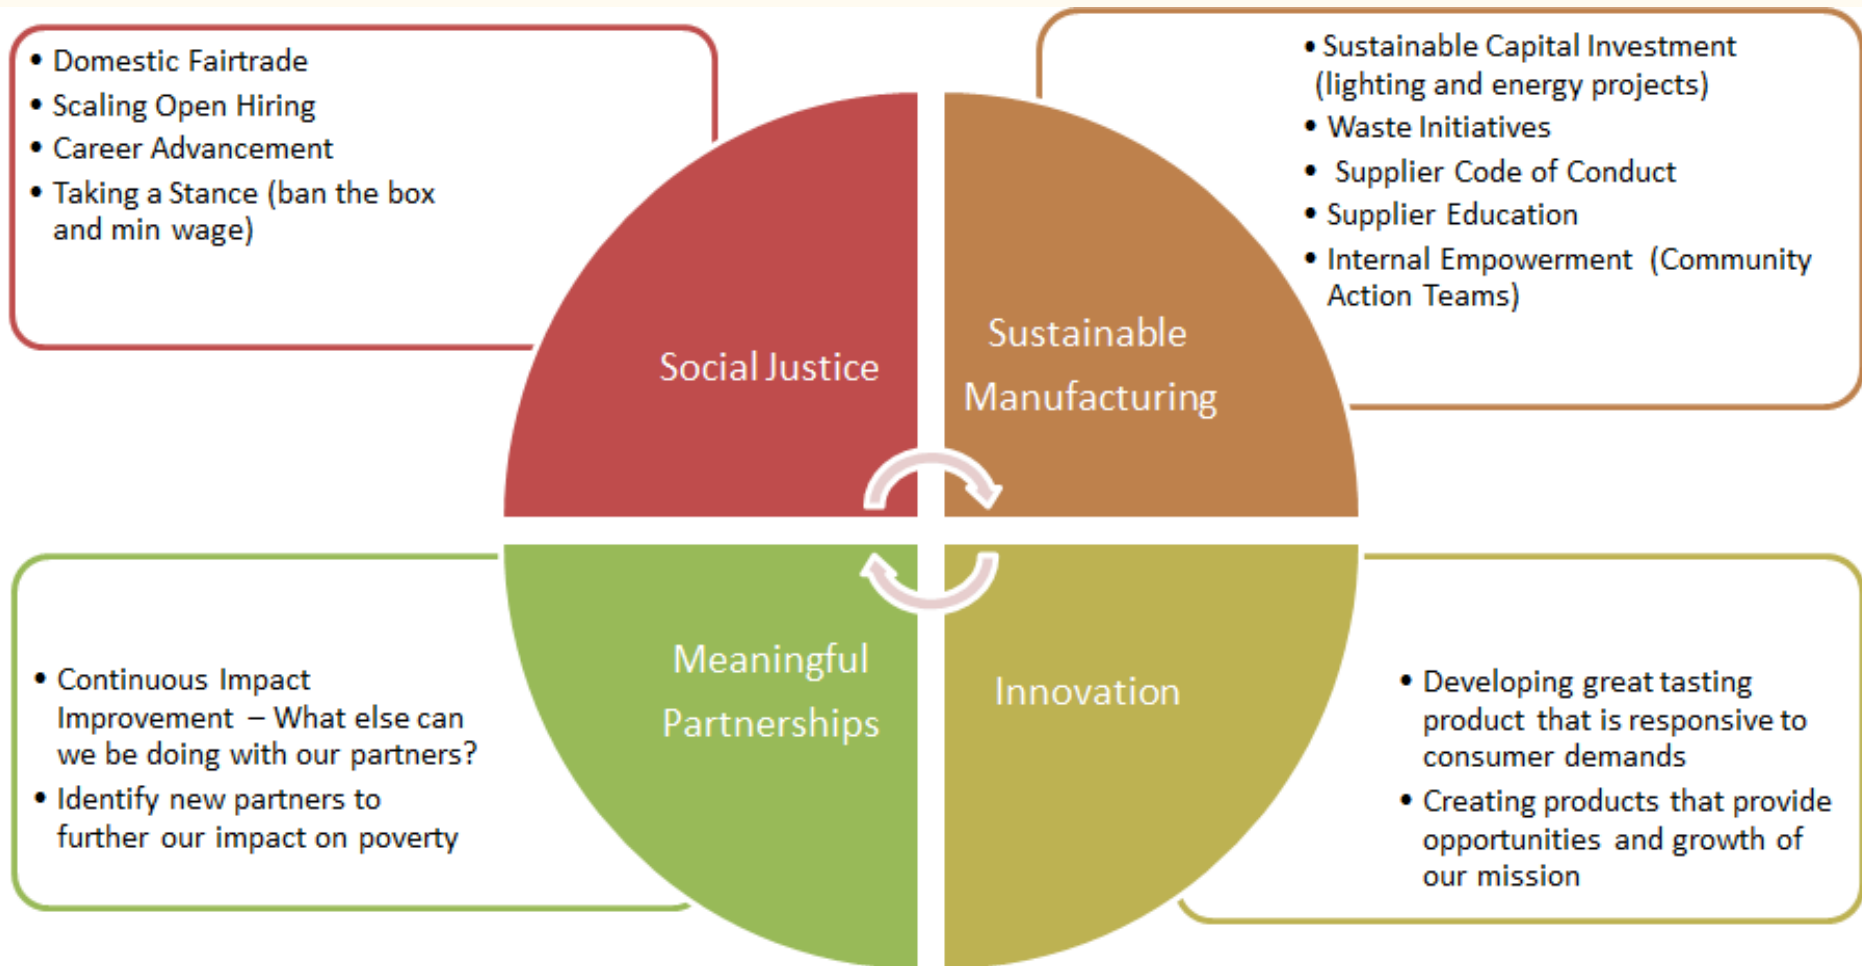 • Domestic Fairtrade
• Scaling Open Hiring
• Career Advancement
• Taking a Stance (ban the box
and min wage)
• Sustainable Capital Investment
(lighting and energy projects)
• Waste Initiatives
• Supplier Code of Conduct
• Supplier Education
• Internal Empowerment (Community
Action Teams)
Social Justice
Sustainable
Manufacturing
Meaningful
Partnerships
Innovation
• Continuous Impact
Improvement – What else can
we be doing with our partners?
• Identify new partners to
further our impact on poverty
• Developing great tasting
product that is responsive to
consumer demands
• Creating products that provide
opportunities and growth of
our mission